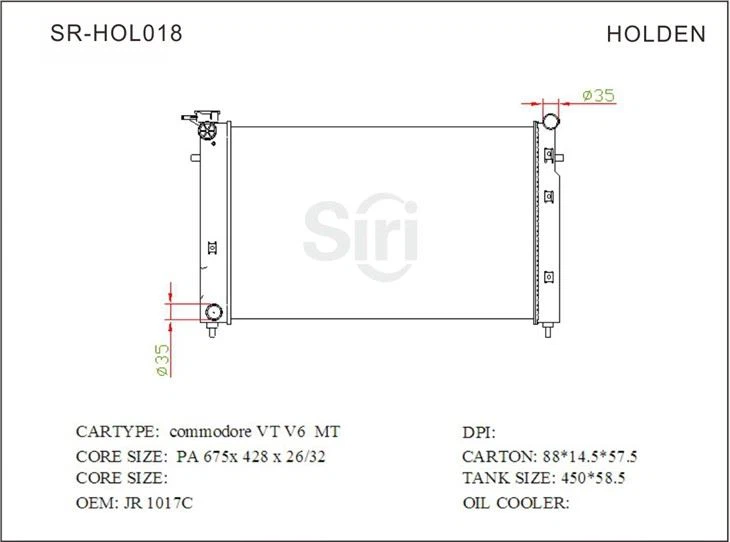 SR-HOL018
HOLDEN
ø35
Siri
ø35
CARTYPE: commodore VT V6 MT
CORE SIZE: PA 675x 428 x 26/32
CORE SIZE:
OEM: JR 1017C
DPI:
CARTON: 88*14.5*57.5
TANK SIZE: 450*58.5
OIL COOLER: